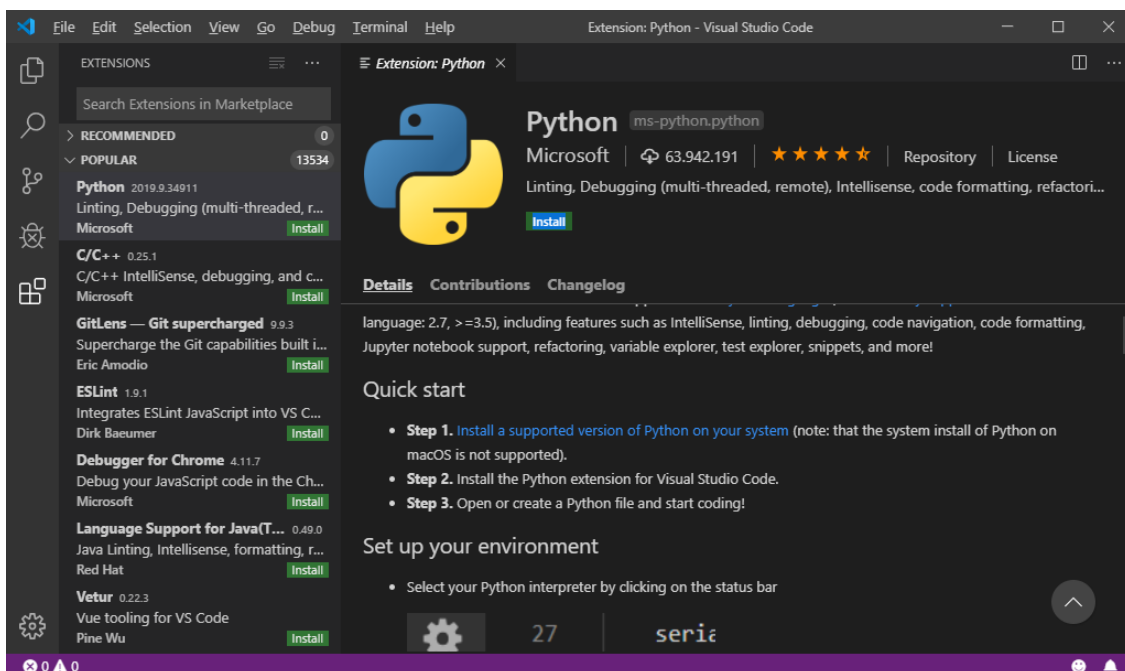 File Edit Selection View Go Debug Terminal Help Extension: Python - Visual Studio Code
EXTENSIONS
Search Extensions in Marketplace
RECOMMENDED 0
POPULAR 13534
Python 2019.9.34911
Linting, Debugging (multi-threaded, r...
Microsoft Install
C/C++ 0.25.1
C/C++ IntelliSense, debugging, and c...
Microsoft Install
GitLens — Git supercharged 9.9.3
Supercharge the Git capabilities built i...
Eric Amodio Install
ESLint 1.9.1
Integrates ESLint JavaScript into VS C...
Dirk Baeumer Install
Debugger for Chrome 4.11.7
Debug your JavaScript code in the Ch...
Microsoft Install
Language Support for Java(T... 0.49.0
Java Linting, Intellisense, formatting, r...
Red Hat Install
Vetur 0.22.3
Vue tooling for VS Code
Pine Wu Install
Extension: Python
Python ms-python.python
Microsoft 63.942.191 Repository License
Linting, Debugging (multi-threaded, remote), Intellisense, code formatting, refactori...
Install
Details Contributions Changelog
language: 2.7, >=3.5), including features such as IntelliSense, linting, debugging, code navigation, code formatting,
Jupyter notebook support, refactoring, variable explorer, test explorer, snippets, and more!
Quick start
• Step 1. Install a supported version of Python on your system (note: that the system install of Python on
macOS is not supported).
• Step 2. Install the Python extension for Visual Studio Code.
• Step 3. Open or create a Python file and start coding!
Set up your environment
• Select your Python interpreter by clicking on the status bar
27
0 0